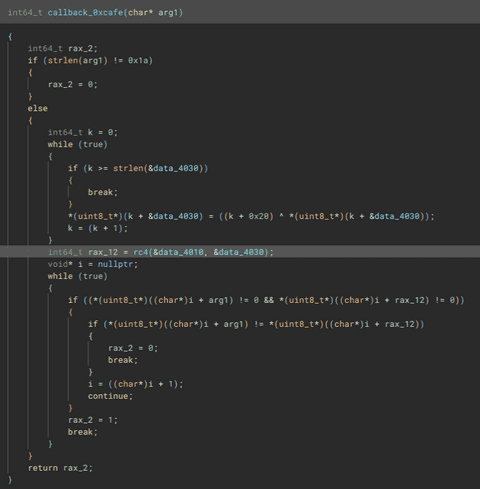 int64_t callback_0xcafe(char* arg1)
{
int64_t rax_2;
if (strlen(arg1) != 0x1a)
{
rax_2 = 0;
}
else
{
int64_t k = 0;
while (true)
{
if (k >= strlen(&data_4030))
{
break;
}
*(uint8_t*)(k + &data_4030) = ((k + 0x20) ^ *(uint8_t*)(k + &data_4030));
k = (k + 1);
}
int64_t rax_12 = rc4(&data_4010, &data_4030);
void* i = nullptr;
while (true)
{
if ((*(uint8_t*)((char*)i + arg1) != 0 && *(uint8_t*)((char*)i + rax_12) != 0))
{
if (*(uint8_t*)((char*)i + arg1) != *(uint8_t*)((char*)i + rax_12))
{
rax_2 = 0;
break;
}
i = ((char*)i + 1);
continue;
}
rax_2 = 1;
break;
}
}
return rax_2;
}